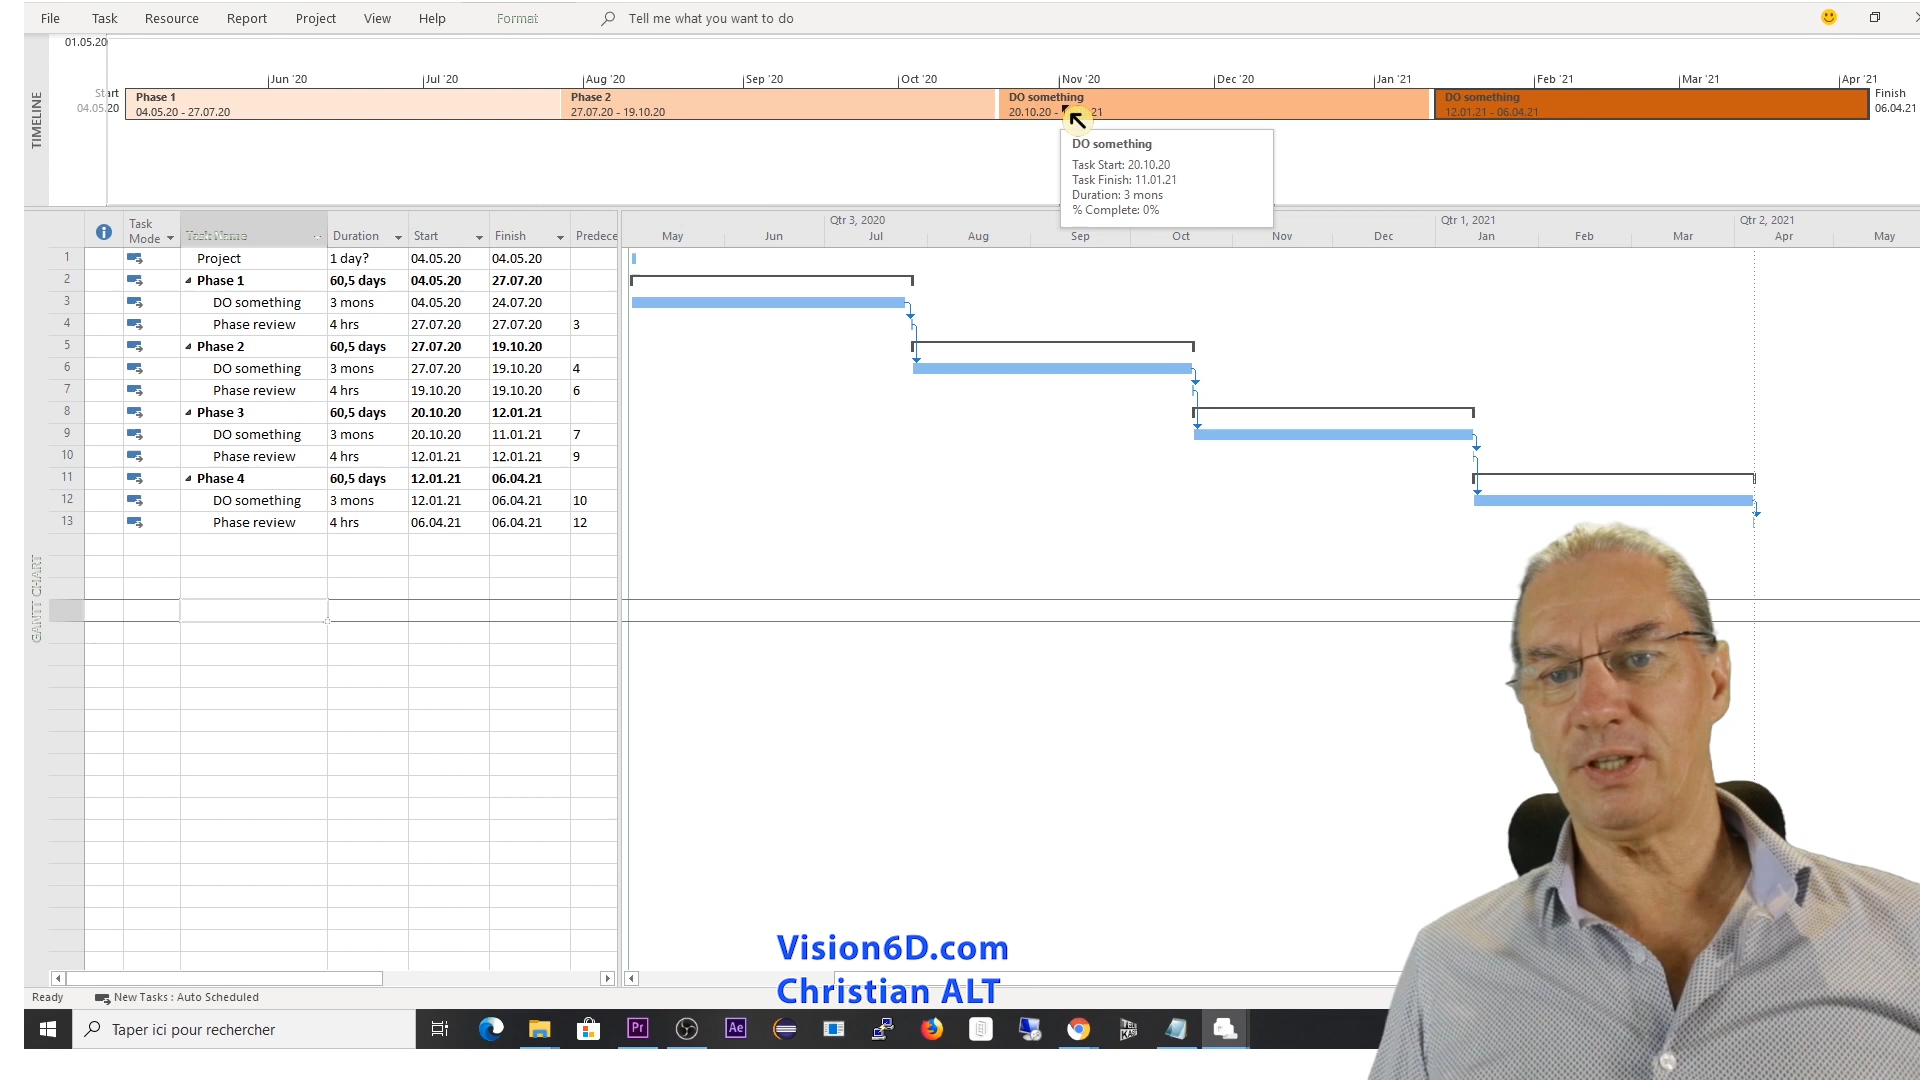 File Task Resource Report Project View Help Format Tell me what you want to do
01.05.20
Jun '20 Jul '20 Aug '20 Sep '20 Oct '20 Nov '20 Dec '20 Jan '21 Feb '21 Mar '21 Apr '21
TIMELINE
Start
04.05.20
Phase 1
04.05.20 - 27.07.20
Phase 2
27.07.20 - 19.10.20
DO something
20.10.20 - 21
DO something
12.01.21 - 06.04.21
Finish
06.04.21
DO something
Task Start: 20.10.20
Task Finish: 11.01.21
Duration: 3 mons
% Complete: 0%
Task Mode Task Name Duration Start Finish Predece
Qtr 3, 2020 Qtr 1, 2021 Qtr 2, 2021
May Jun Jul Aug Sep Oct Nov Dec Jan Feb Mar Apr May
1 Project 1 day? 04.05.20 04.05.20
2 Phase 1 60,5 days 04.05.20 27.07.20
3 DO something 3 mons 04.05.20 24.07.20
4 Phase review 4 hrs 27.07.20 27.07.20 3
5 Phase 2 60,5 days 27.07.20 19.10.20
6 DO something 3 mons 27.07.20 19.10.20 4
7 Phase review 4 hrs 19.10.20 19.10.20 6
8 Phase 3 60,5 days 20.10.20 12.01.21
9 DO something 3 mons 20.10.20 11.01.21 7
10 Phase review 4 hrs 12.01.21 12.01.21 9
11 Phase 4 60,5 days 12.01.21 06.04.21
12 DO something 3 mons 12.01.21 06.04.21 10
13 Phase review 4 hrs 06.04.21 06.04.21 12
GANTT CHART
Vision6D.com
Christian ALT
Ready New Tasks : Auto Scheduled
Taper ici pour rechercher
Pr
Ae